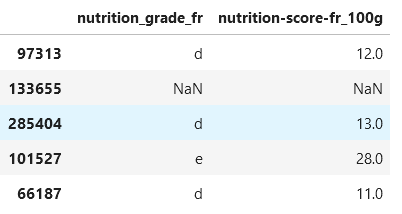 nutrition_grade_fr nutrition-score-fr_100g
97313 d 12.0
133655 NaN NaN
285404 d 13.0
101527 e 28.0
66187 d 11.0